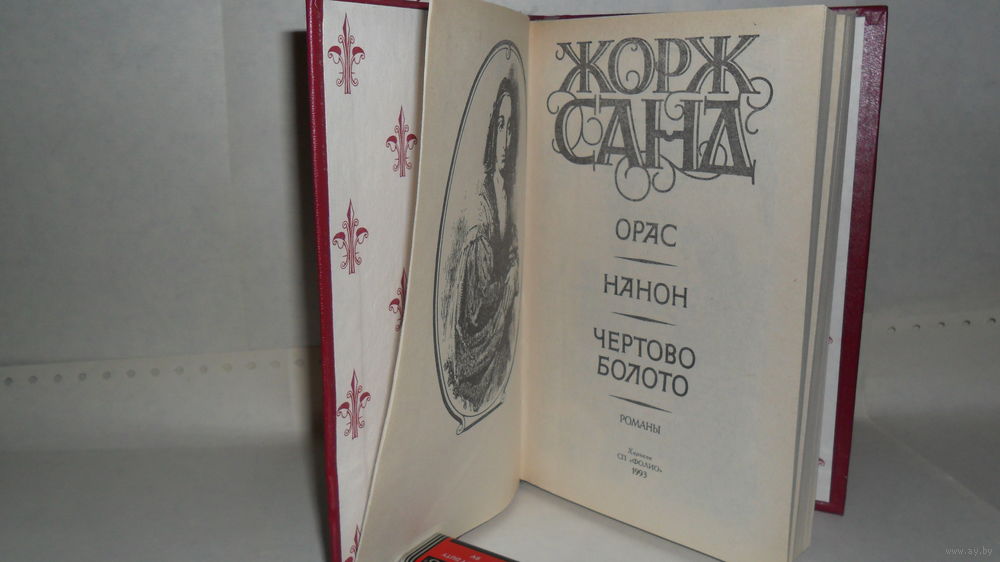 ЖОРЖ
САНД
ОРАС
НАНОН
ЧЕРТОВО
БОЛОТО
РОМАНЫ
Харьков
СП «ФОЛИО»
1993
www.ay.by